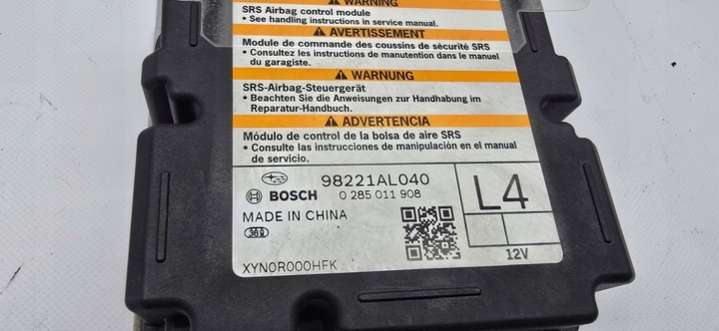 WARNING
SRS Airbag control module
• See handling instructions in service manual.
AVERTISSEMENT
Module de commande des coussins de sécurité SRS
• Consultez les instructions de manutention dans le manuel
du garagiste.
WARNUNG
SRS-Airbag-Steuergerät
• Beachten Sie die Anweisungen zur Handhabung im
Reparatur-Handbuch.
ADVERTENCIA
Módulo de control de la bolsa de aire SRS
• Consulte las instrucciones de manipulación en el manual
de servicio.
98221AL040
BOSCH 0 285 011 908
L4
MADE IN CHINA
XYN0R000HFK
12V